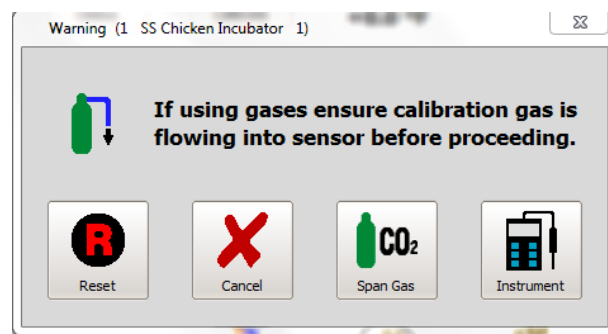 Warning (1 SS Chicken Incubator 1)
If using gases ensure calibration gas is
flowing into sensor before proceeding.
R
CO₂
Reset
Cancel
Span Gas
Instrument